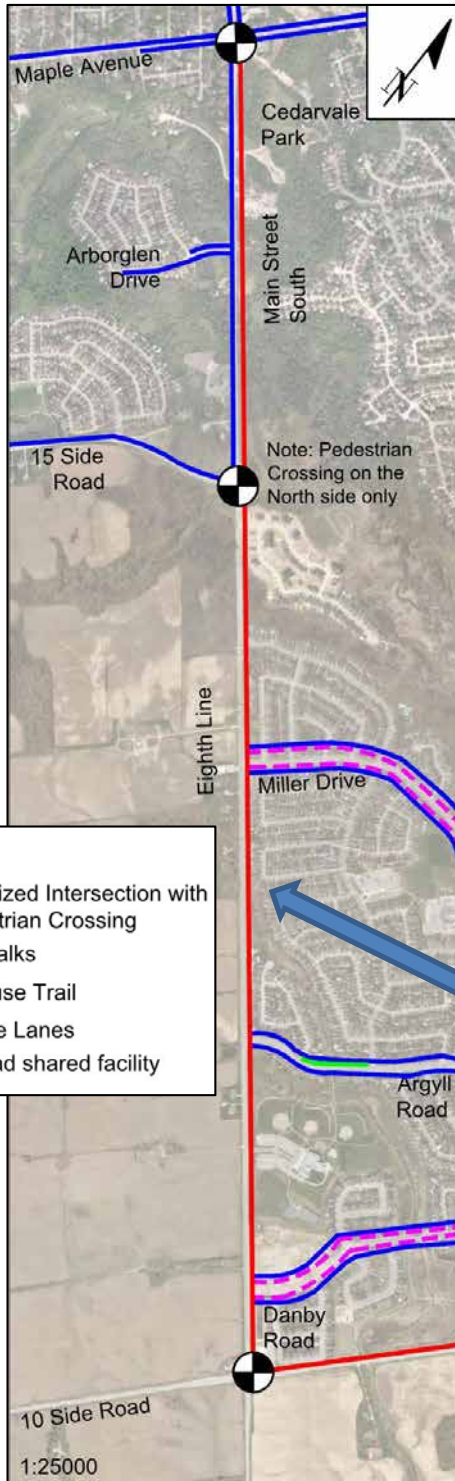 N
Maple Avenue
Cedarvale
Park
Arborglen
Drive
Main Street
South
15 Side
Road
Note: Pedestrian
Crossing on the
North side only
Eighth Line
Miller Drive
ized Intersection with
trian Crossing
alks
use Trail
e Lanes
ad shared facility
Argyll
Road
Danby
Road
10 Side Road
1:25000